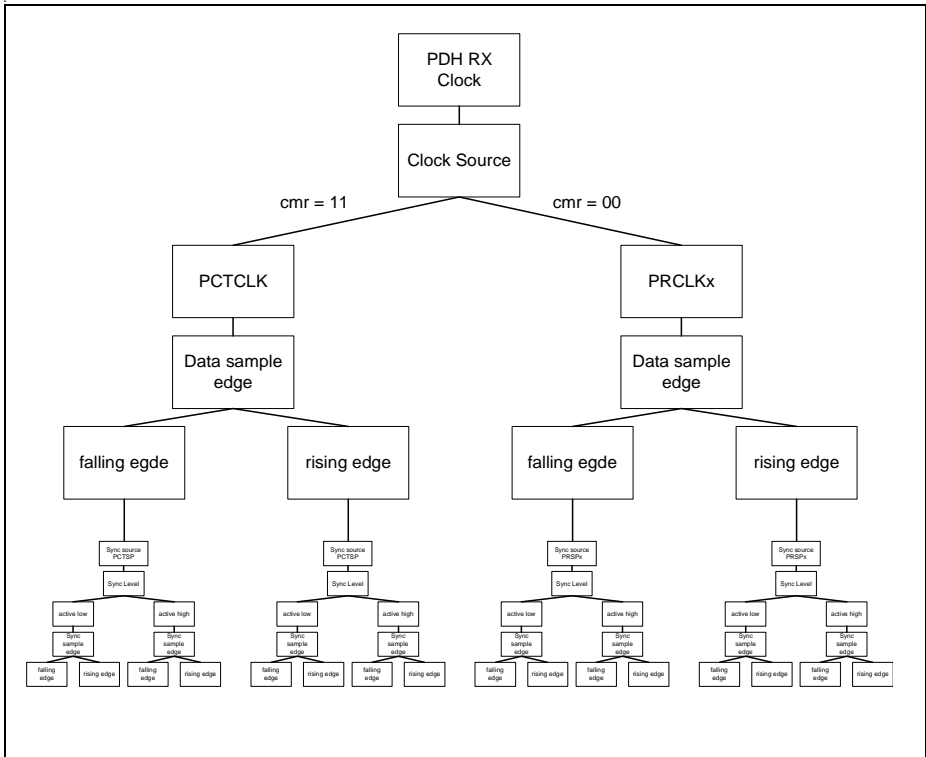 PDH RX
Clock
Clock Source
cmr = 11
cmr = 00
PCTCLK
PRCLKx
Data sample
edge
Data sample
edge
falling egde
rising edge
falling egde
rising edge
Sync source
PCTSP
Sync source
PCTSP
Sync source
PRSPx
Sync source
PRSPx
Sync Level
Sync Level
Sync Level
Sync Level
active low
active high
active low
active high
active low
active high
active low
active high
Sync
sample
edge
Sync
sample
edge
Sync
sample
edge
Sync
sample
edge
Sync
sample
edge
Sync
sample
edge
Sync
sample
edge
Sync
sample
edge
falling
edge
rising edge
falling
edge
rising edge
falling
edge
rising edge
falling
edge
rising edge
falling
edge
rising edge
falling
edge
rising edge
falling
edge
rising edge
falling
edge
rising edge